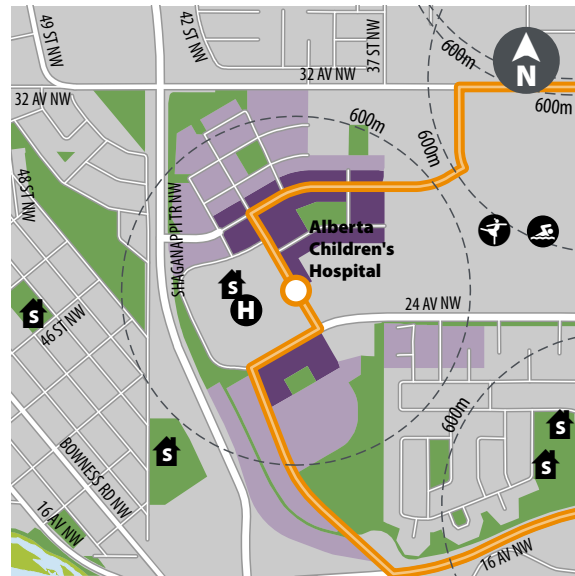 49 ST NW
42 ST NW
37 ST NW
600m
N
32 AV NW
32 AV NW
600m
600m
600m
48 ST NW
SHAGANAPPI TR NW
Alberta
Children's
Hospital
S
H
24 AV NW
S
46 ST NW
600m
S
S
S
BOWNESS RD NW
16 AV NW
16 AV NW